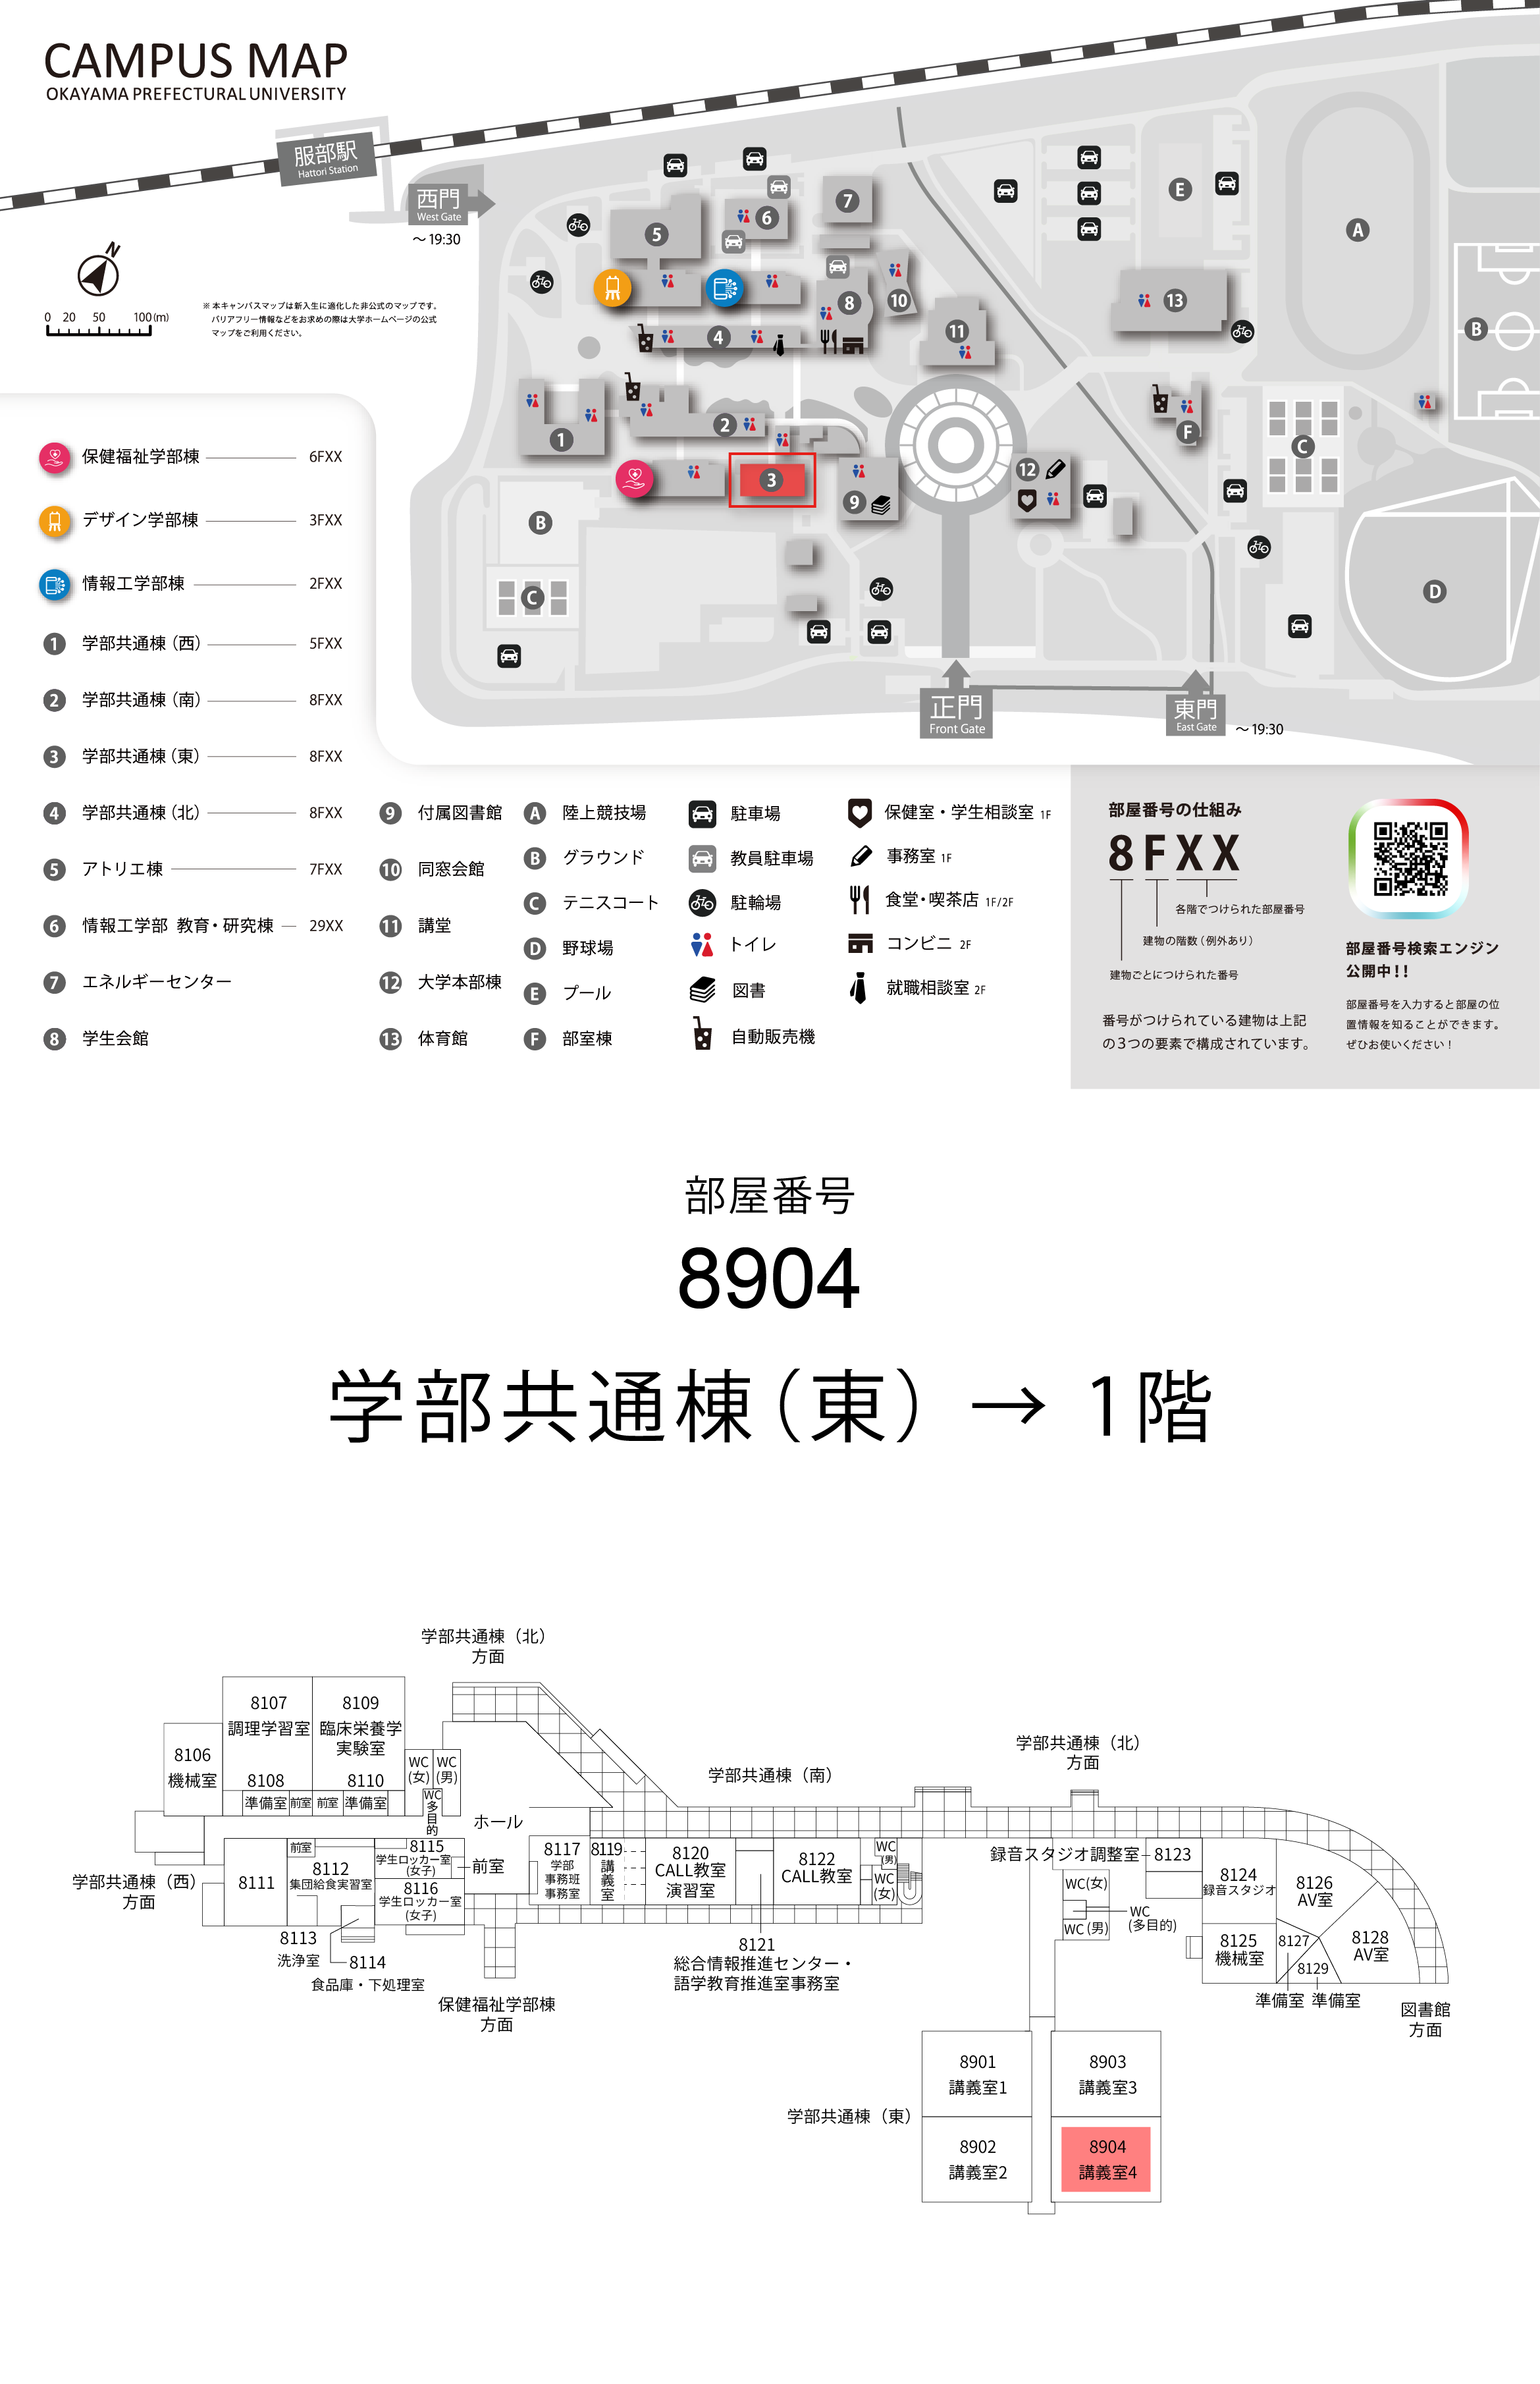 CAMPUS MAP
OKAYAMA PREFECTURAL UNIVERSITY
服部駅
Hattori Station
西門
West Gate
～19:30
N
0 20 50 100(m)
※ 本キャンパスマップは新入生に適化した非公式のマップです。
バリアフリー情報などをお求めの際は大学ホームページの公式
マップをご利用ください。
5
6
7
8
10
4
11
13
E
A
B
1
2
3
9
12
F
C
B
C
D
正門
Front Gate
東門
East Gate
～19:30
保健福祉学部棟 6FXX
デザイン学部棟 3FXX
情報工学部棟 2FXX
1 学部共通棟（西） 5FXX
2 学部共通棟（南） 8FXX
3 学部共通棟（東） 8FXX
4 学部共通棟（北） 8FXX
5 アトリエ棟 7FXX
6 情報工学部 教育・研究棟 29XX
7 エネルギーセンター
8 学生会館
9 付属図書館
10 同窓会館
11 講堂
12 大学本部棟
13 体育館
A 陸上競技場
B グラウンド
C テニスコート
D 野球場
E プール
F 部室棟
駐車場
教員駐車場
駐輪場
トイレ
図書
自動販売機
保健室・学生相談室 1F
事務室 1F
食堂・喫茶店 1F/2F
コンビニ 2F
就職相談室 2F
部屋番号の仕組み
8FXX
各階でつけられた部屋番号
建物の階数（例外あり）
建物ごとにつけられた番号
番号がつけられている建物は上記
の3つの要素で構成されています。
部屋番号検索エンジン
公開中!!
部屋番号を入力すると部屋の位
置情報を知ることができます。
ぜひお使いください！
部屋番号
8904
学部共通棟（東）→ 1階
学部共通棟（北）
方面
8107
調理学習室
8109
臨床栄養学
実験室
8106
機械室
8108
準備室
前室
前室
8110
準備室
WC
(女)
WC
(男)
WC
多
目
的
ホール
学部共通棟（南）
学部共通棟（北）
方面
学部共通棟（西）
方面
8111
前室
8112
集団給食実習室
8115
学生ロッカー室
(女子)
前室
8116
学生ロッカー室
(女子)
8113
洗浄室
8114
食品庫・下処理室
保健福祉学部棟
方面
8117
学部
事務班
事務室
8119
講
義
室
8120
CALL教室
演習室
8121
総合情報推進センター・
語学教育推進室事務室
8122
CALL教室
WC
(男)
WC
(女)
録音スタジオ調整室
8123
WC(女)
WC
(多目的)
WC (男)
8124
録音スタジオ
8125
機械室
8126
AV室
8127
準備室
8128
AV室
8129
準備室
図書館
方面
学部共通棟（東）
8901
講義室1
8903
講義室3
8902
講義室2
8904
講義室4